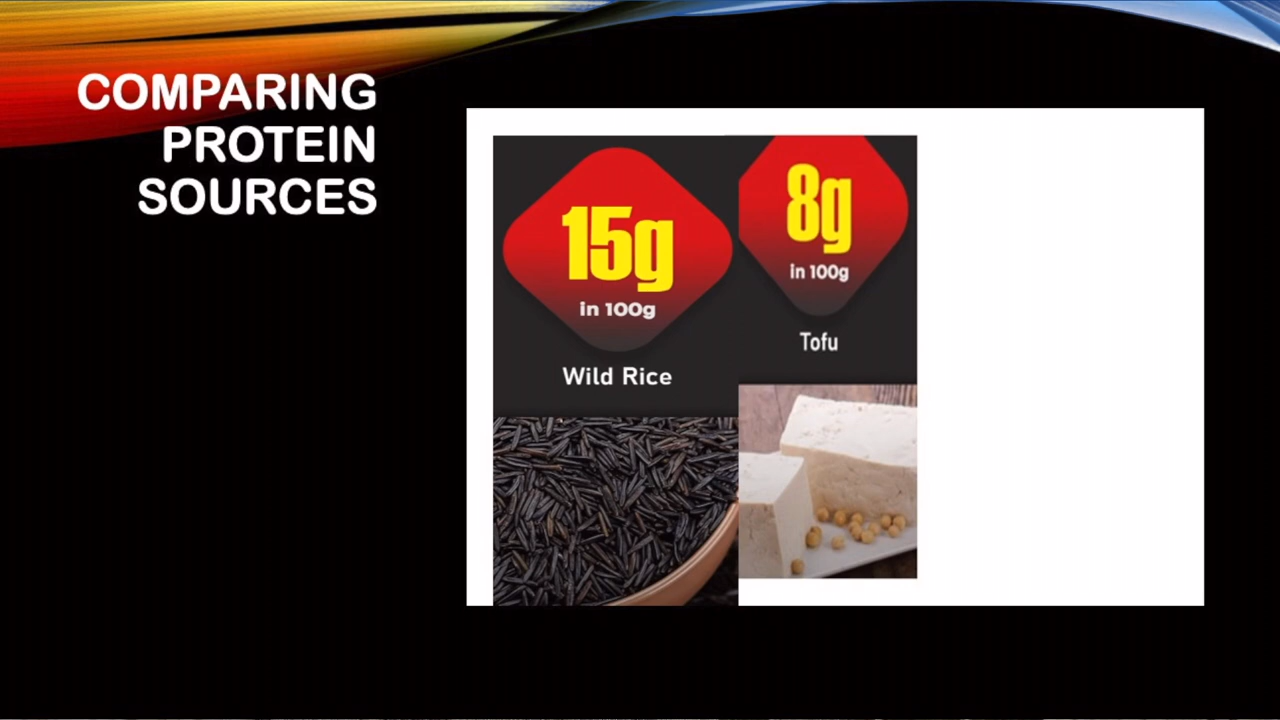 COMPARING
PROTEIN
SOURCES
15g
in 100g
Wild Rice
8g
in 100g
Tofu